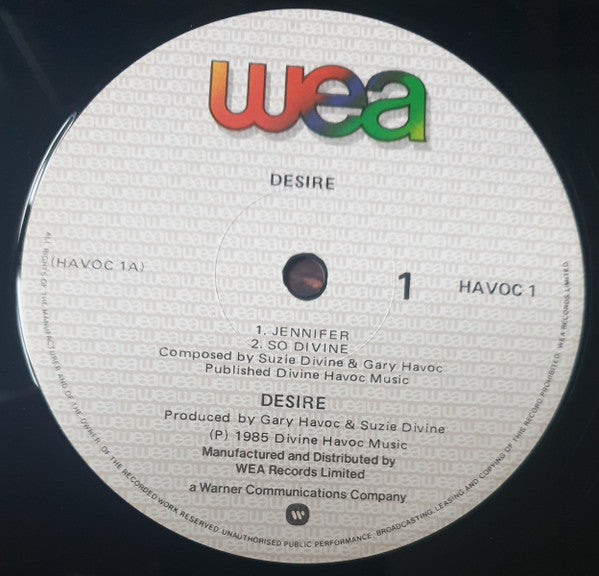 wea
DESIRE
(HAVOC 1A)
1
HAVOC 1
1. JENNIFER
2. SO DIVINE
Composed by Suzie Divine & Gary Havoc
Published Divine Havoc Music
DESIRE
Produced by Gary Havoc & Suzie Divine
(P) 1985 Divine Havoc Music
Manufactured and Distributed by
WEA Records Limited
a Warner Communications Company
ALL RIGHTS OF THE MANUFACTURER AND OF THE OWNER OF THE RECORDED WORK RESERVED. UNAUTHORISED PUBLIC PERFORMANCE, BROADCASTING, LEASING AND COPYING OF THIS RECORD PROHIBITED. WEA RECORDS LIMITED.